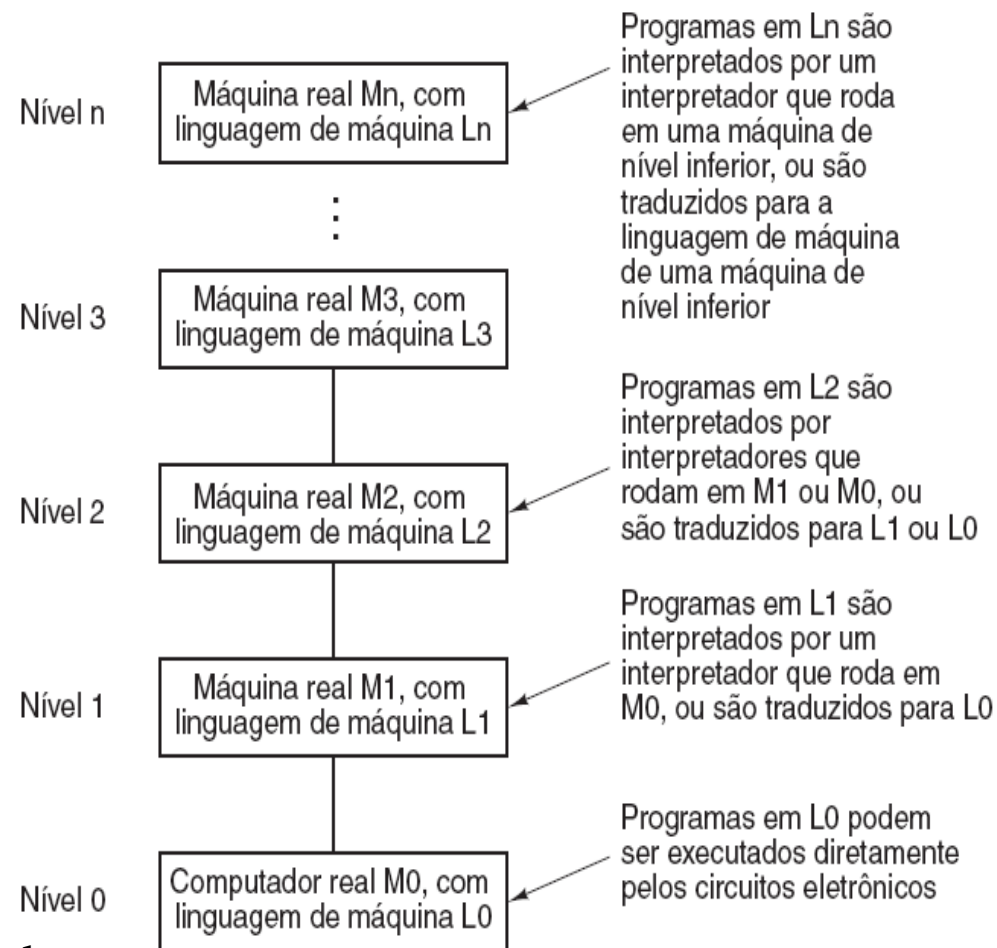 Programas em Ln são
interpretados por um
interpretador que roda
em uma máquina de
nível inferior, ou são
traduzidos para a
linguagem de máquina
de uma máquina de
nível inferior
Nível n
Máquina real Mn, com
linguagem de máquina Ln
Nível 3
Máquina real M3, com
linguagem de máquina L3
Programas em L2 são
interpretados por
interpretadores que
rodam em M1 ou M0, ou
são traduzidos para L1 ou L0
Nível 2
Máquina real M2, com
linguagem de máquina L2
Programas em L1 são
interpretados por um
interpretador que roda em
M0, ou são traduzidos para L0
Nível 1
Máquina real M1, com
linguagem de máquina L1
Programas em L0 podem
ser executados diretamente
pelos circuitos eletrônicos
Nível 0
Computador real M0, com
linguagem de máquina L0